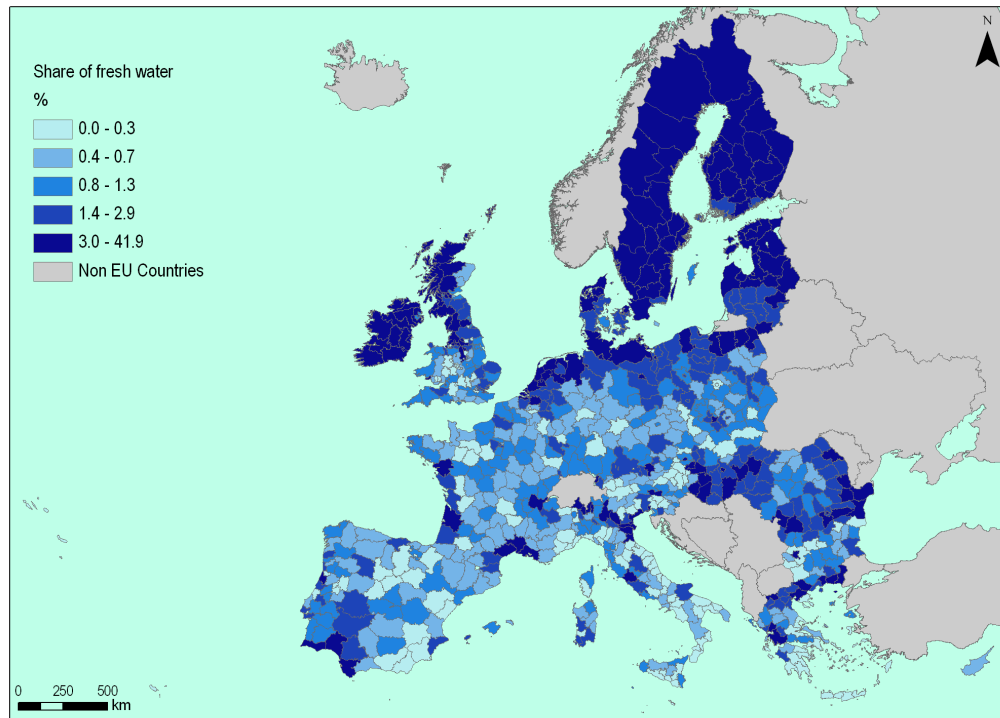 N
Share of fresh water
%
0.0 - 0.3
0.4 - 0.7
0.8 - 1.3
1.4 - 2.9
3.0 - 41.9
Non EU Countries
0 250 500
km